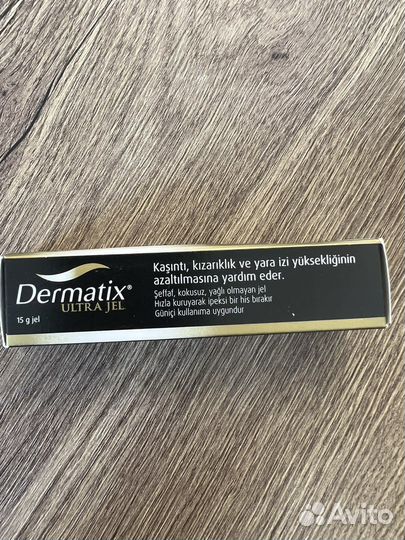 Dermatix®
ULTRA JEL
15 g jel
Kaşıntı, kızarıklık ve yara izi yüksekliğinin
azaltılmasına yardım eder.
Şeffaf, kokusuz, yağlı olmayan jel
Hızla kuruyarak ipeksi bir his bırakır
Güniçi kullanıma uygundur
Avito